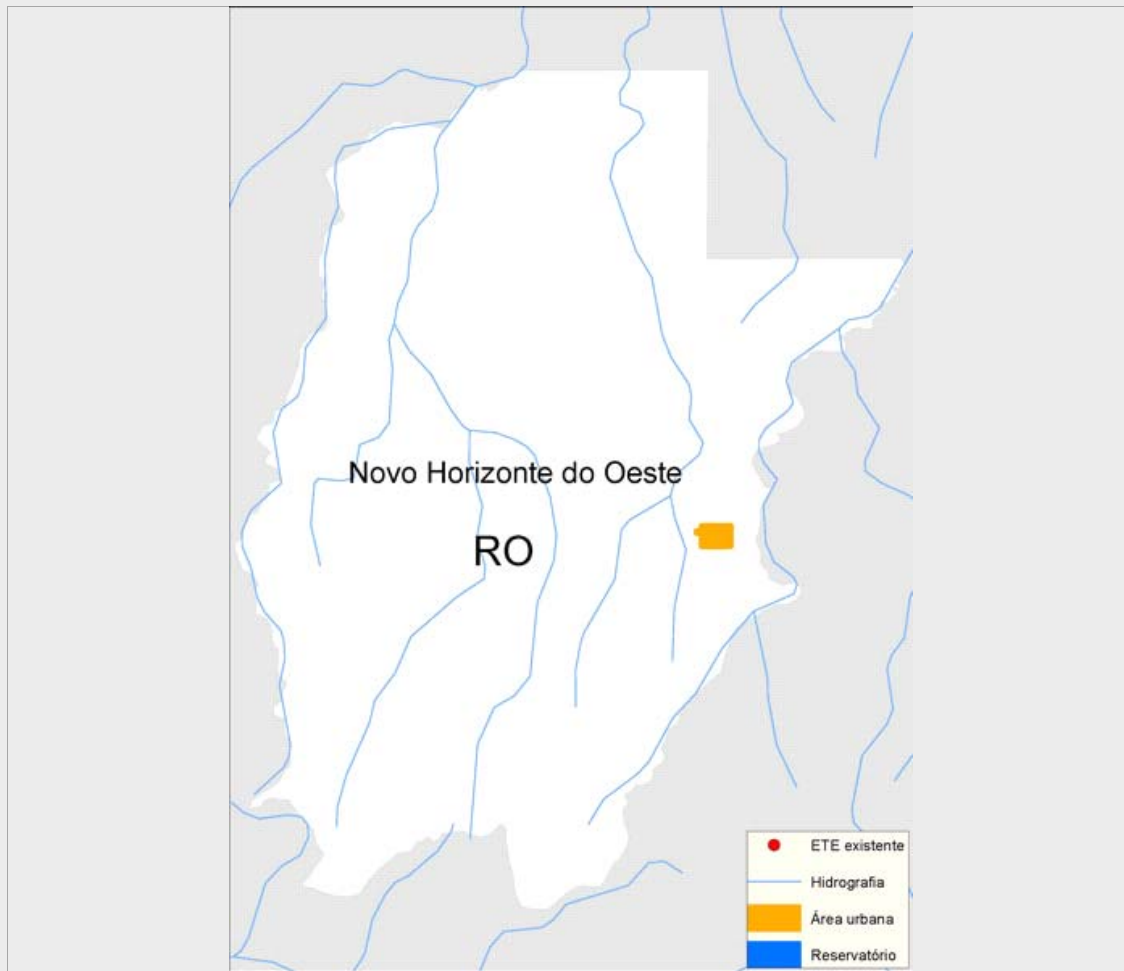 Novo Horizonte do Oeste
RO
ETE existente
Hidrografia
Área urbana
Reservatório